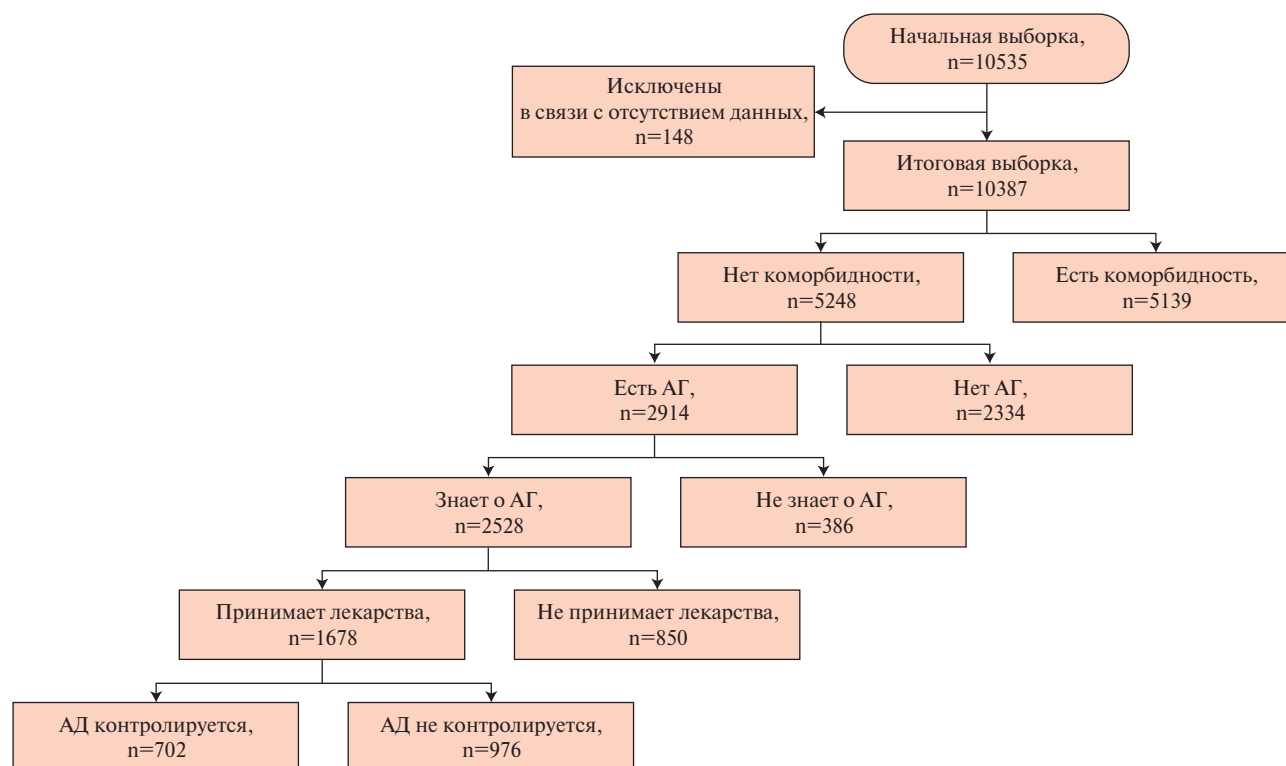 Начальная выборка,
n=10535
Исключены
в связи с отсутствием данных,
n=148
Итоговая выборка,
n=10387
Нет коморбидности,
n=5248
Есть коморбидность,
n=5139
Есть АГ,
n=2914
Нет АГ,
n=2334
Знает о АГ,
n=2528
Не знает о АГ,
n=386
Принимает лекарства,
n=1678
Не принимает лекарства,
n=850
АД контролируется,
n=702
АД не контролируется,
n=976